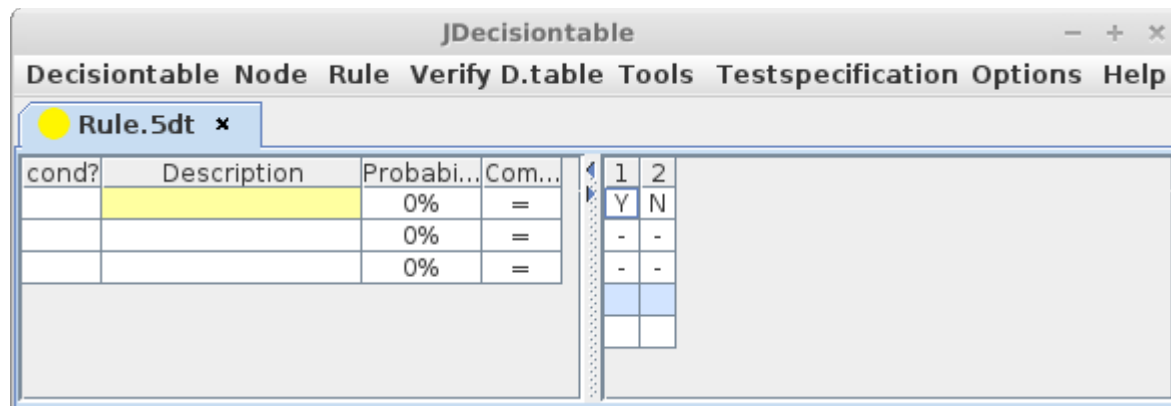 JDecisiontable
Decisiontable Node Rule Verify D.table Tools Testspecification Options Help
Rule.5dt
cond? Description Probabi... Com... 1 2
0% = Y N
0% = - -
0% = - -